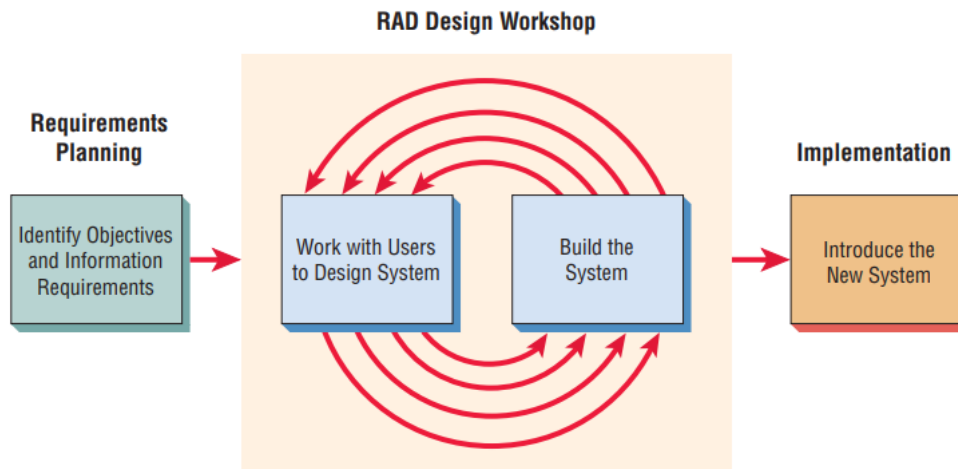 RAD Design Workshop
Requirements
Planning
Identify Objectives
and Information
Requirements
Work with Users
to Design System
Build the
System
Implementation
Introduce the
New System